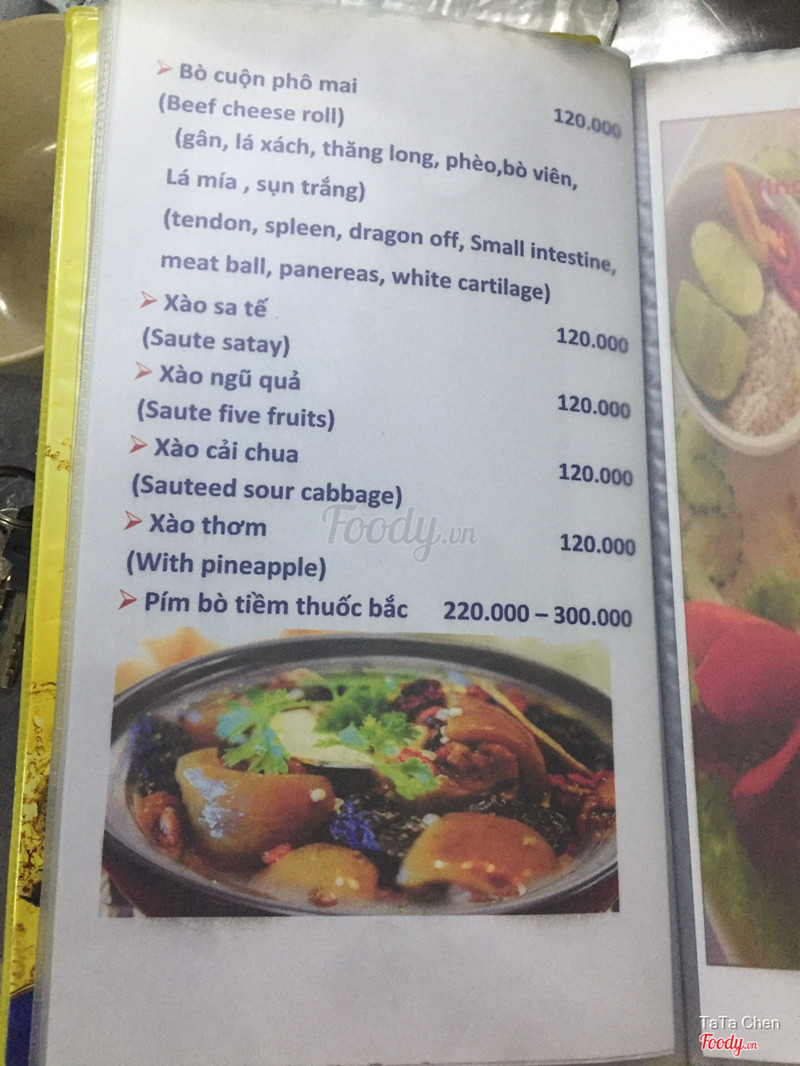 Bò cuộn phô mai
(Beef cheese roll) 120.000
(gân, lá xách, thăng long, phèo,bò viên,
Lá mía , sụn trắng)
(tendon, spleen, dragon off, Small intestine,
meat ball, panereas, white cartilage)
Xào sa tế
(Saute satay) 120.000
Xào ngũ quả
(Saute five fruits) 120.000
Xào cải chua
(Sauteed sour cabbage) 120.000
Xào thơm
(With pineapple) 120.000
Pím bò tiềm thuốc bắc 220.000 – 300.000
Foody.vn
TaTa Chen
Foody.vn